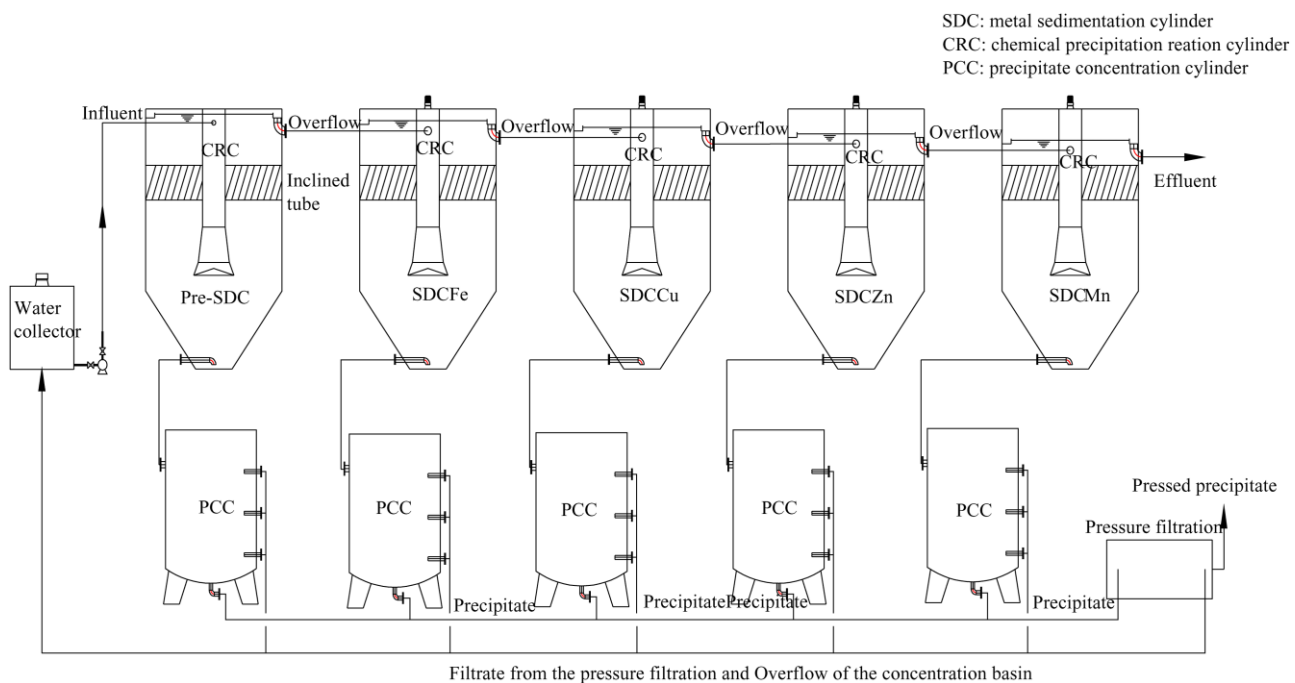 SDC: metal sedimentation cylinder
CRC: chemical precipitation reation cylinder
PCC: precipitate concentration cylinder
Influent
Overflow
Overflow
Overflow
Overflow
CRC
CRC
CRC
CRC
CRC
Effluent
Inclined
tube
Pre-SDC
SDCFe
SDCCu
SDCZn
SDCMn
Water
collector
Pressed precipitate
PCC
PCC
PCC
PCC
PCC
Pressure filtration
Precipitate
Precipitate
Precipitate
Precipitate
Filtrate from the pressure filtration and Overflow of the concentration basin